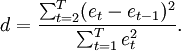 d = \frac{\sum_{t=2}^{T} (e_t - e_{t-1})^2}{\sum_{t=1}^{T} e_t^2}.